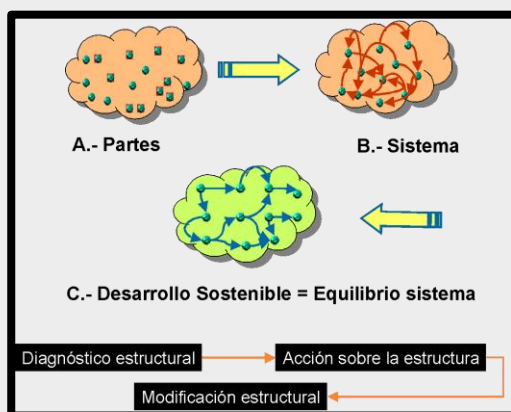 A.- Partes
B.- Sistema
C.- Desarrollo Sostenible = Equilibrio sistema
Diagnóstico estructural
Acción sobre la estructura
Modificación estructural